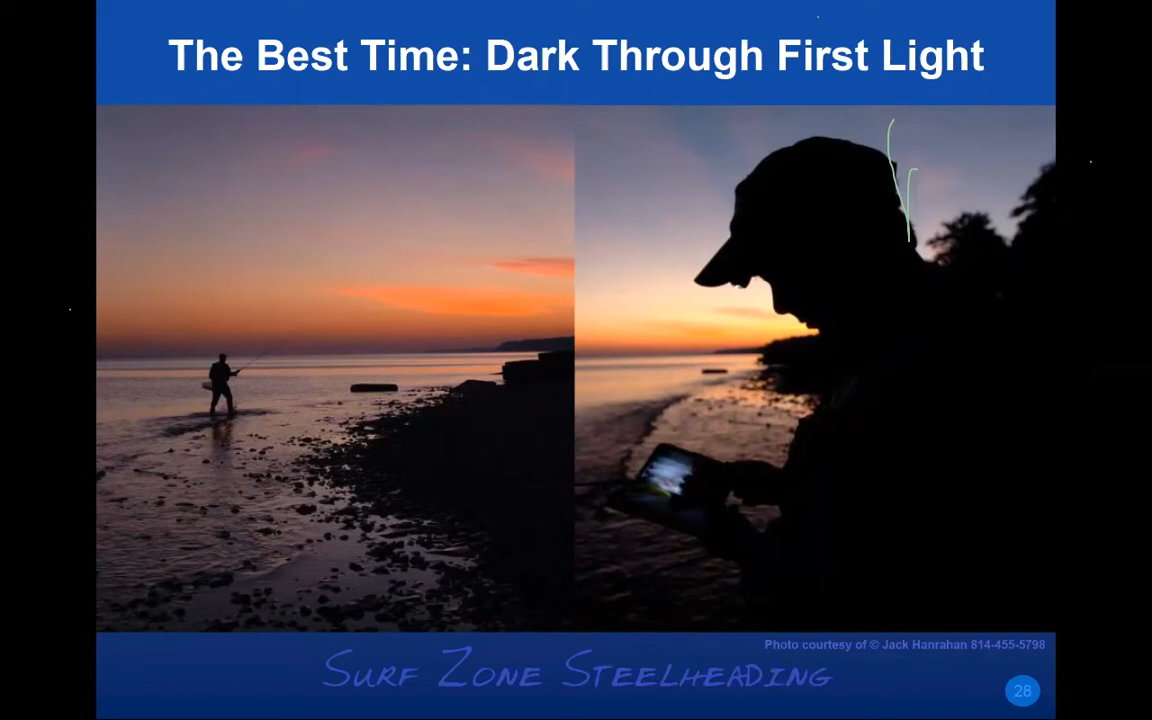 The Best Time: Dark Through First Light
Photo courtesy of © Jack Hanrahan 814-455-5798
SURF ZONE STEELHEADING
28